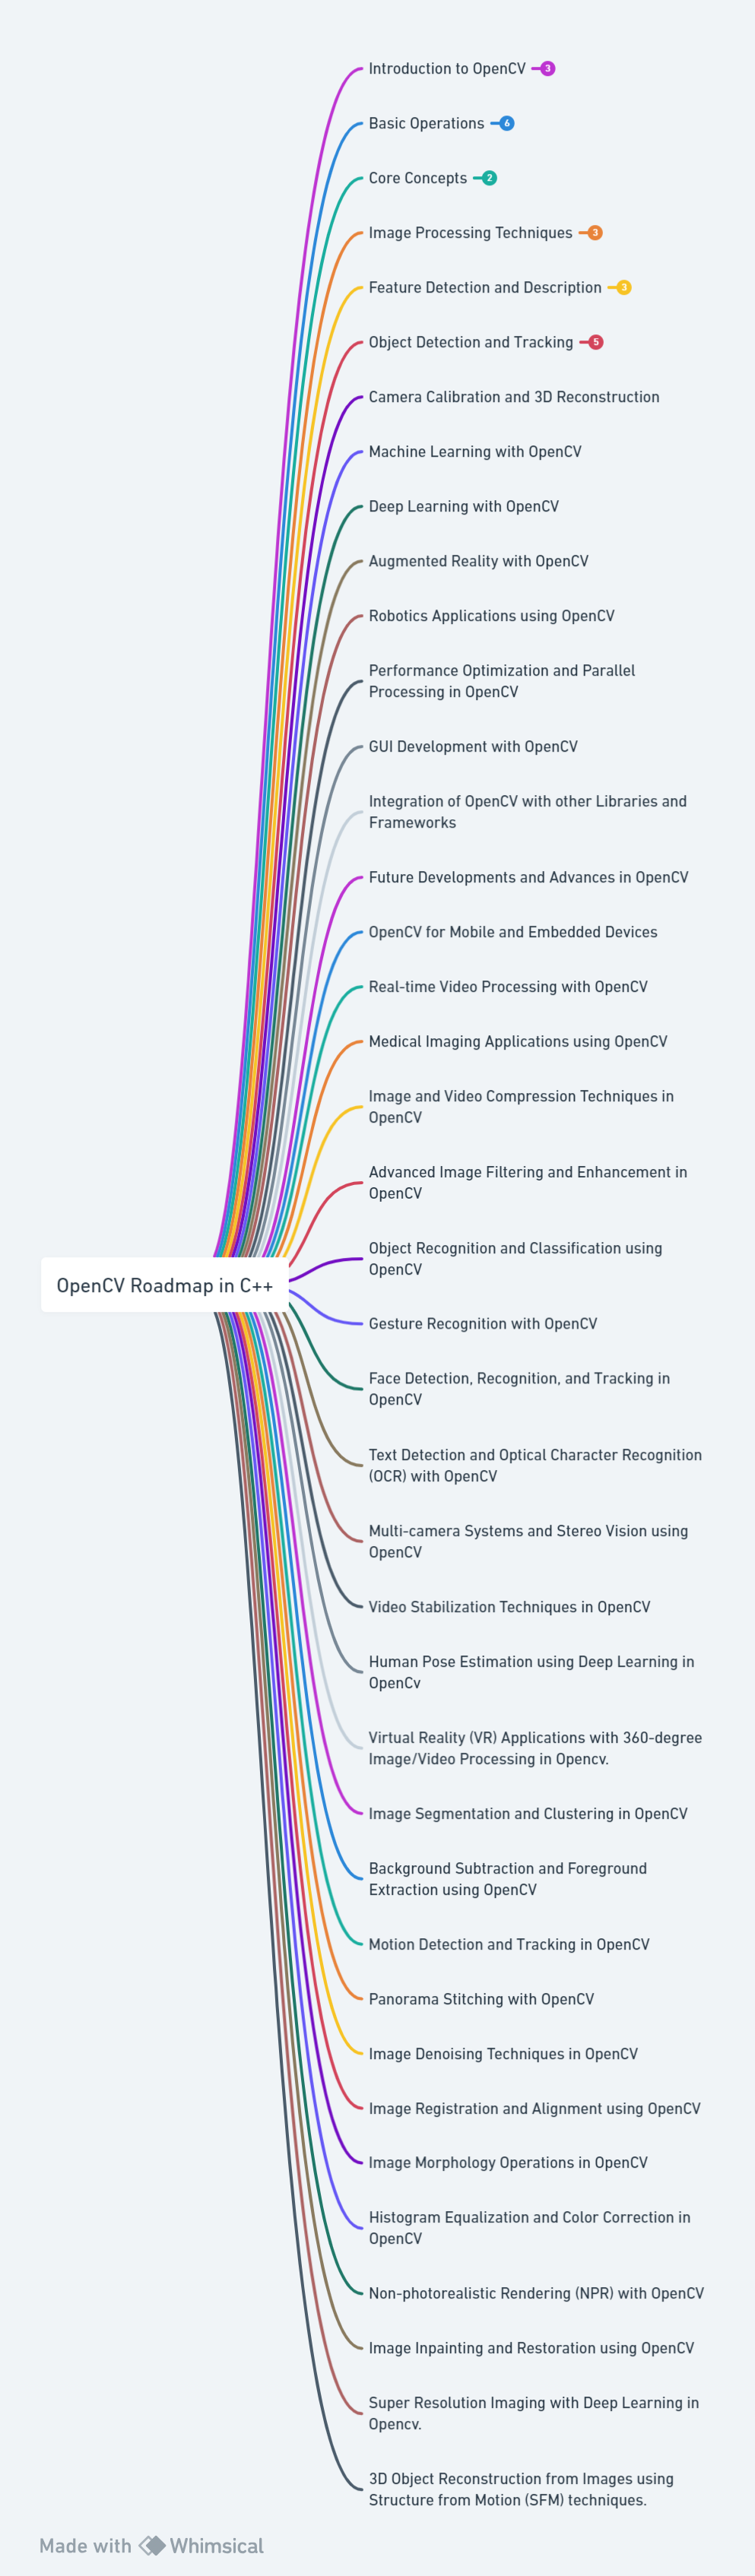 Introduction to OpenCV 3
Basic Operations 6
Core Concepts 2
Image Processing Techniques 3
Feature Detection and Description 3
Object Detection and Tracking 5
Camera Calibration and 3D Reconstruction
Machine Learning with OpenCV
Deep Learning with OpenCV
Augmented Reality with OpenCV
Robotics Applications using OpenCV
Performance Optimization and Parallel
Processing in OpenCV
GUI Development with OpenCV
Integration of OpenCV with other Libraries and
Frameworks
Future Developments and Advances in OpenCV
OpenCV for Mobile and Embedded Devices
Real-time Video Processing with OpenCV
Medical Imaging Applications using OpenCV
Image and Video Compression Techniques in
OpenCV
Advanced Image Filtering and Enhancement in
OpenCV
Object Recognition and Classification using
OpenCV
OpenCV Roadmap in C++
Gesture Recognition with OpenCV
Face Detection, Recognition, and Tracking in
OpenCV
Text Detection and Optical Character Recognition
(OCR) with OpenCV
Multi-camera Systems and Stereo Vision using
OpenCV
Video Stabilization Techniques in OpenCV
Human Pose Estimation using Deep Learning in
OpenCv
Virtual Reality (VR) Applications with 360-degree
Image/Video Processing in Opencv.
Image Segmentation and Clustering in OpenCV
Background Subtraction and Foreground
Extraction using OpenCV
Motion Detection and Tracking in OpenCV
Panorama Stitching with OpenCV
Image Denoising Techniques in OpenCV
Image Registration and Alignment using OpenCV
Image Morphology Operations in OpenCV
Histogram Equalization and Color Correction in
OpenCV
Non-photorealistic Rendering (NPR) with OpenCV
Image Inpainting and Restoration using OpenCV
Super Resolution Imaging with Deep Learning in
Opencv.
3D Object Reconstruction from Images using
Structure from Motion (SFM) techniques.
Made with Whimsical